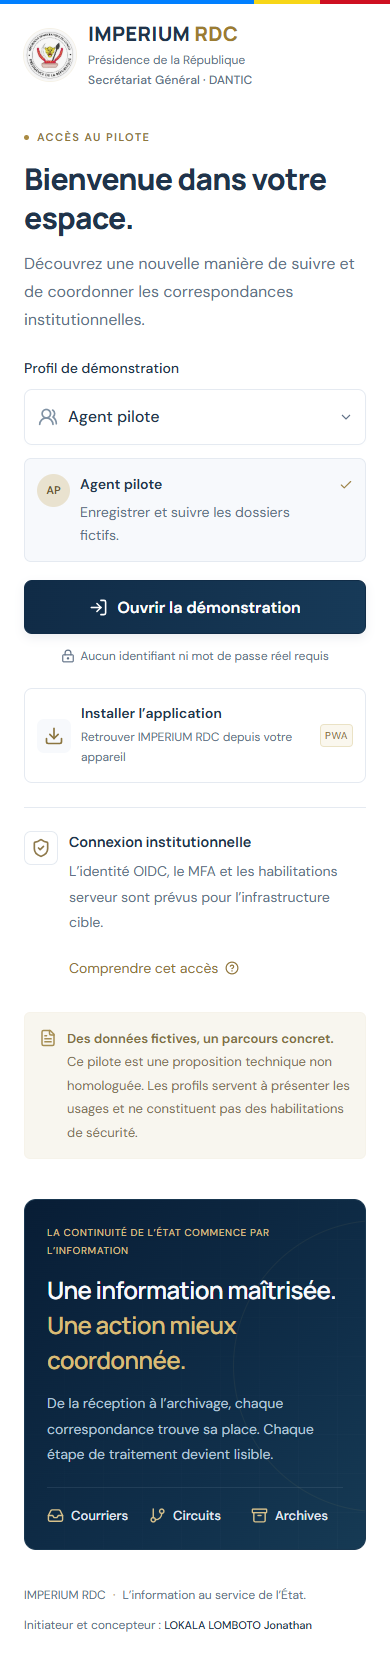 IMPERIUM RDC
Présidence de la République
Secrétariat Général · DANTIC
ACCÈS AU PILOTE
Bienvenue dans votre
espace.
Découvrez une nouvelle manière de suivre et
de coordonner les correspondances
institutionnelles.
Profil de démonstration
Agent pilote
AP
Agent pilote
Enregistrer et suivre les dossiers
fictifs.
Ouvrir la démonstration
Aucun identifiant ni mot de passe réel requis
Installer l’application
Retrouver IMPERIUM RDC depuis votre
appareil
PWA
Connexion institutionnelle
L’identité OIDC, le MFA et les habilitations
serveur sont prévus pour l’infrastructure
cible.
Comprendre cet accès
Des données fictives, un parcours concret.
Ce pilote est une proposition technique non
homologuée. Les profils servent à présenter les
usages et ne constituent pas des habilitations
de sécurité.
LA CONTINUITÉ DE L’ÉTAT COMMENCE PAR
L’INFORMATION
Une information maîtrisée.
Une action mieux
coordonnée.
De la réception à l’archivage, chaque
correspondance trouve sa place. Chaque
étape de traitement devient lisible.
Courriers Circuits Archives
IMPERIUM RDC · L’information au service de l’État.
Initiateur et concepteur : LOKALA LOMBOTO Jonathan